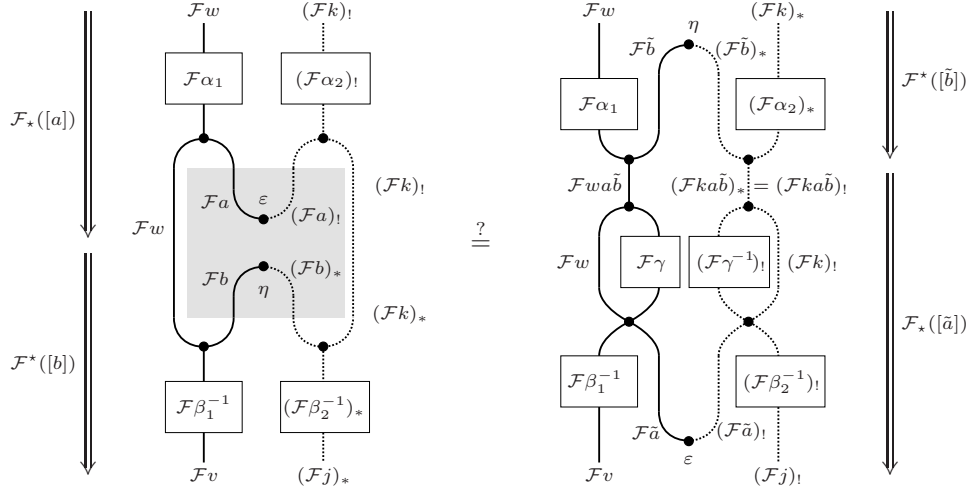 ℱw (ℱk)_! ℱw (ℱk)_*
η
ℱb̃ (ℱb̃)_*
ℱα₁ (ℱα₂)_! ℱα₁ (ℱα₂)_* ℱ^⋆([b̃])
ℱ_⋆([a])
ℱwab̃ (ℱkab̃)_* = (ℱkab̃)_!
(ℱk)_!
ℱa ε (ℱa)_!
ℱw ? =
ℱw ℱγ (ℱγ^{-1})_! (ℱk)_!
ℱb η (ℱb)_*
(ℱk)_*
ℱ_⋆([ã])
ℱ^⋆([b])
ℱβ₁^{-1} (ℱβ₂^{-1})_* ℱβ₁^{-1} (ℱβ₂^{-1})_!
ℱã (ℱã)_!
ε
ℱv (ℱj)_* ℱv (ℱj)_!